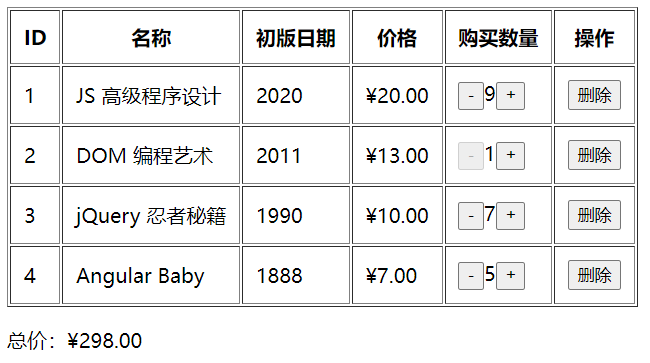 ID 名称 初版日期 价格 购买数量 操作
1 JS 高级程序设计 2020 ¥20.00 - 9 + 删除
2 DOM 编程艺术 2011 ¥13.00 - 1 + 删除
3 jQuery 忍者秘籍 1990 ¥10.00 - 7 + 删除
4 Angular Baby 1888 ¥7.00 - 5 + 删除
总价：¥298.00